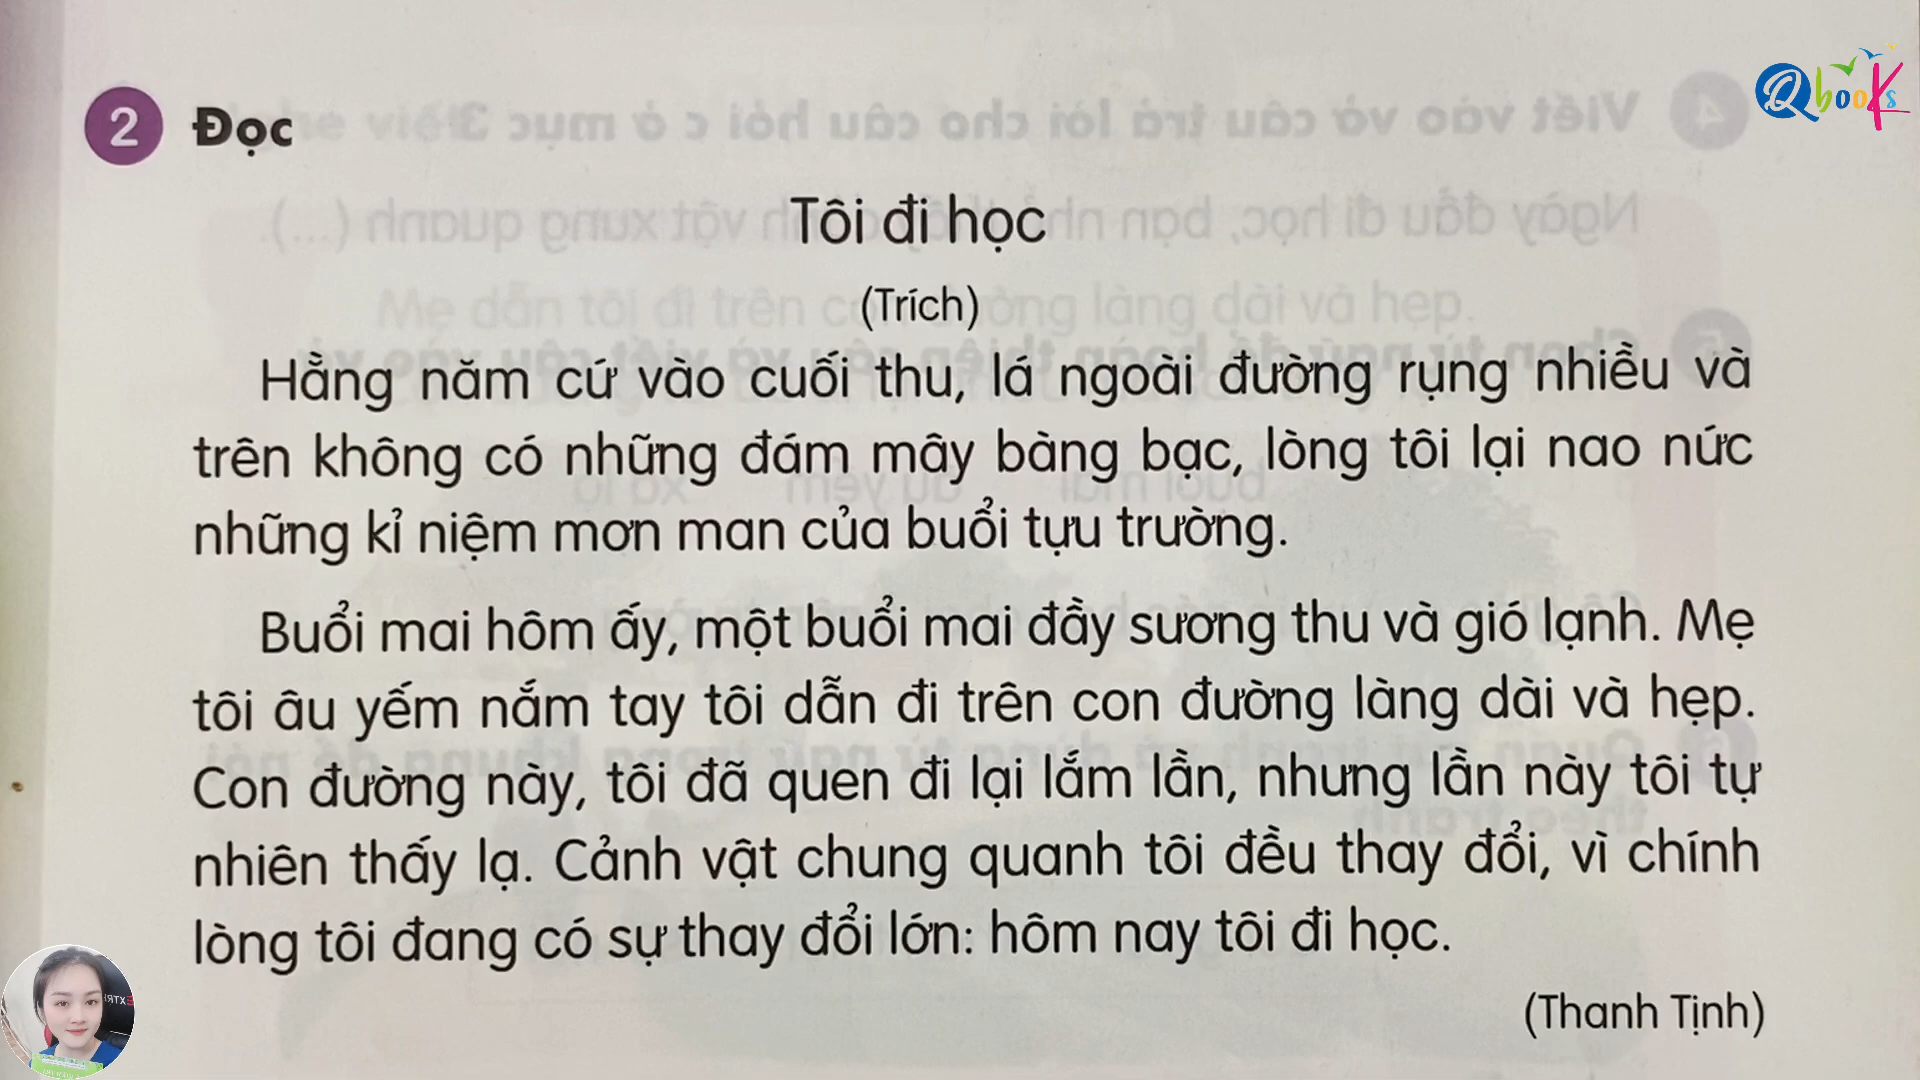 Qbooks
2 Đọc
Tôi đi học
(Trích)
Hằng năm cứ vào cuối thu, lá ngoài đường rụng nhiều và
trên không có những đám mây bàng bạc, lòng tôi lại nao nức
những kỉ niệm mơn man của buổi tựu trường.
Buổi mai hôm ấy, một buổi mai đầy sương thu và gió lạnh. Mẹ
tôi âu yếm nắm tay tôi dẫn đi trên con đường làng dài và hẹp.
Con đường này, tôi đã quen đi lại lắm lần, nhưng lần này tôi tự
nhiên thấy lạ. Cảnh vật chung quanh tôi đều thay đổi, vì chính
lòng tôi đang có sự thay đổi lớn: hôm nay tôi đi học.
(Thanh Tịnh)